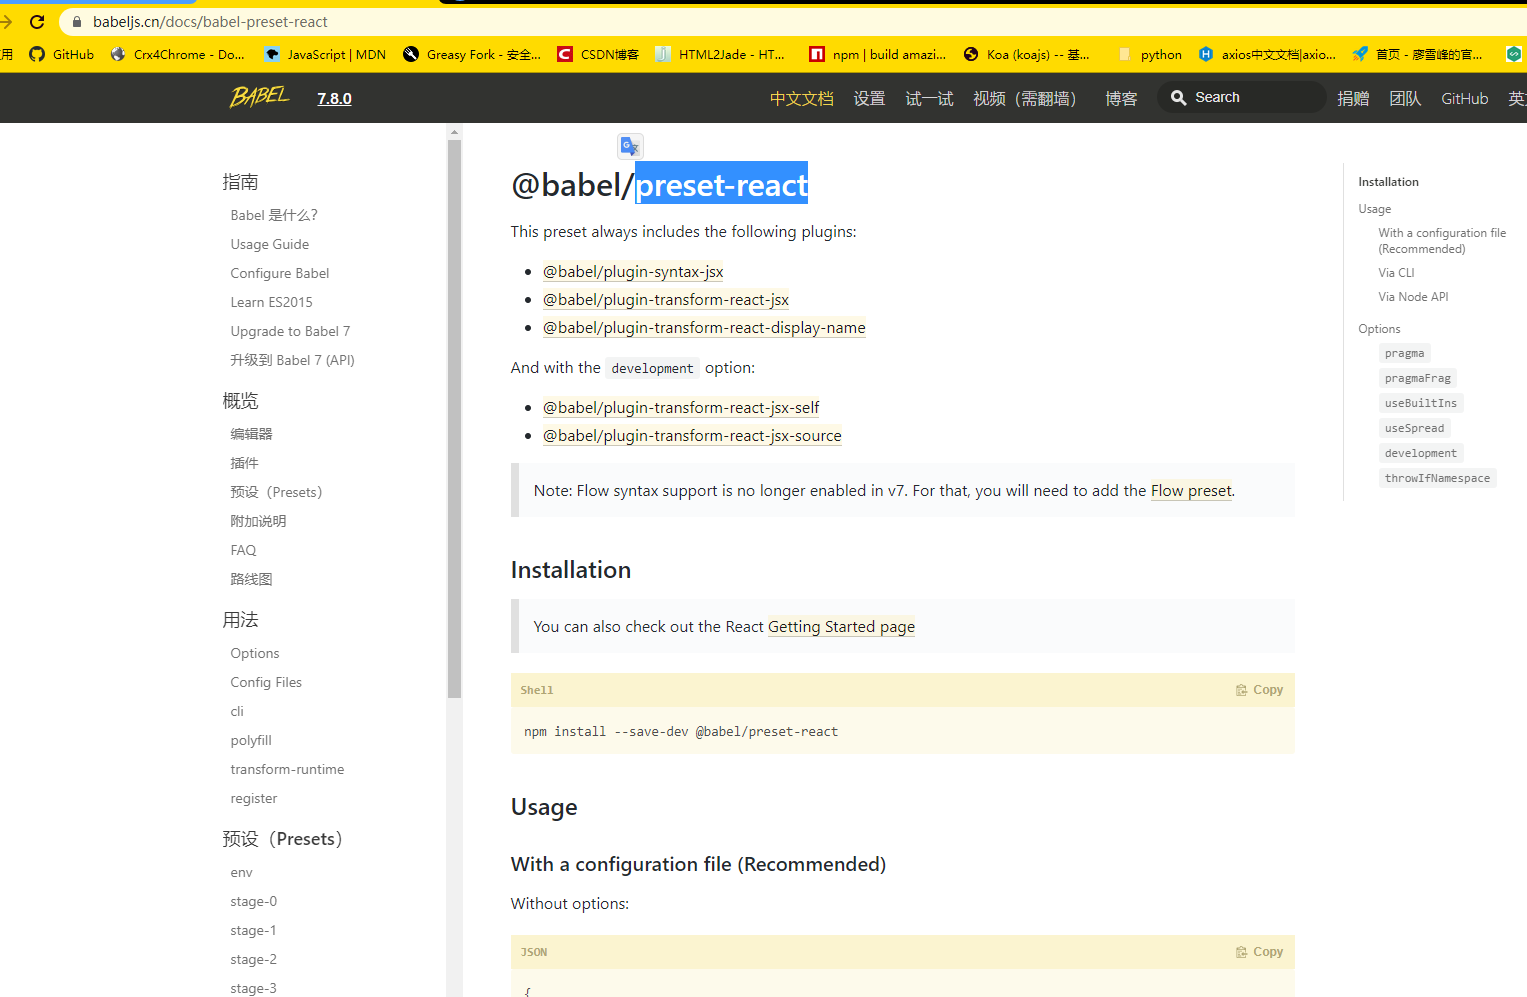 babeljs.cn/docs/babel-preset-react
用 GitHub Crx4Chrome - Do... JavaScript | MDN Greasy Fork - 安全... CSDN博客 HTML2Jade - HT... npm | build amazi... Koa (koajs) -- 基... python axios中文文档|axio... 首页 - 廖雪峰的官...
BABEL 7.8.0 中文文档 设置 试一试 视频（需翻墙） 博客 Search 捐赠 团队 GitHub 英
指南
Babel 是什么？
Usage Guide
Configure Babel
Learn ES2015
Upgrade to Babel 7
升级到 Babel 7 (API)
概览
编辑器
插件
预设（Presets）
附加说明
FAQ
路线图
用法
Options
Config Files
cli
polyfill
transform-runtime
register
预设（Presets）
env
stage-0
stage-1
stage-2
stage-3
@babel/preset-react
This preset always includes the following plugins:
@babel/plugin-syntax-jsx
@babel/plugin-transform-react-jsx
@babel/plugin-transform-react-display-name
And with the development option:
@babel/plugin-transform-react-jsx-self
@babel/plugin-transform-react-jsx-source
Note: Flow syntax support is no longer enabled in v7. For that, you will need to add the Flow preset.
Installation
You can also check out the React Getting Started page
Shell Copy
npm install --save-dev @babel/preset-react
Usage
With a configuration file (Recommended)
Without options:
JSON Copy
{
Installation
Usage
With a configuration file
(Recommended)
Via CLI
Via Node API
Options
pragma
pragmaFrag
useBuiltIns
useSpread
development
throwIfNamespace